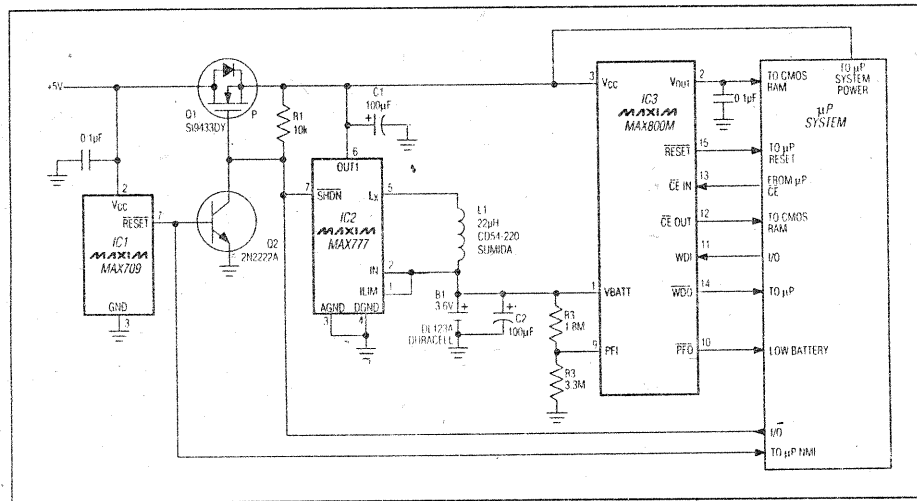 +5V
0 1pF
2
VCC
RESET
1
IC1
MAXIM
MAX709
GND
3
Q1
Si9433DY
P
R1
10k
Q2
2N2222A
C1
100µF
+
6
OUT1
7
SHDN
LX
5
IC2
MAXIM
MAX777
IN
2
ILIM
1
AGND
DGND
3
4
L1
22µH
CD54-220
SUMIDA
B1
3.6V
+
DL123A
DURACELL
+
C2
100µF
R3
1.8M
R3
3.3M
3
VCC
VOUT
2
IC3
MAXIM
MAX800M
RESET
15
CE IN
13
CE OUT
12
WDI
11
1
VBATT
WDO
14
9
PFI
PFO
10
0 1pF
TO CMOS
RAM
TO µP
SYSTEM
POWER
µP
SYSTEM
TO µP
RESET
FROM µP
CE
TO CMOS
RAM
I/O
TO µP
LOW BATTERY
I/O
TO µP NMI